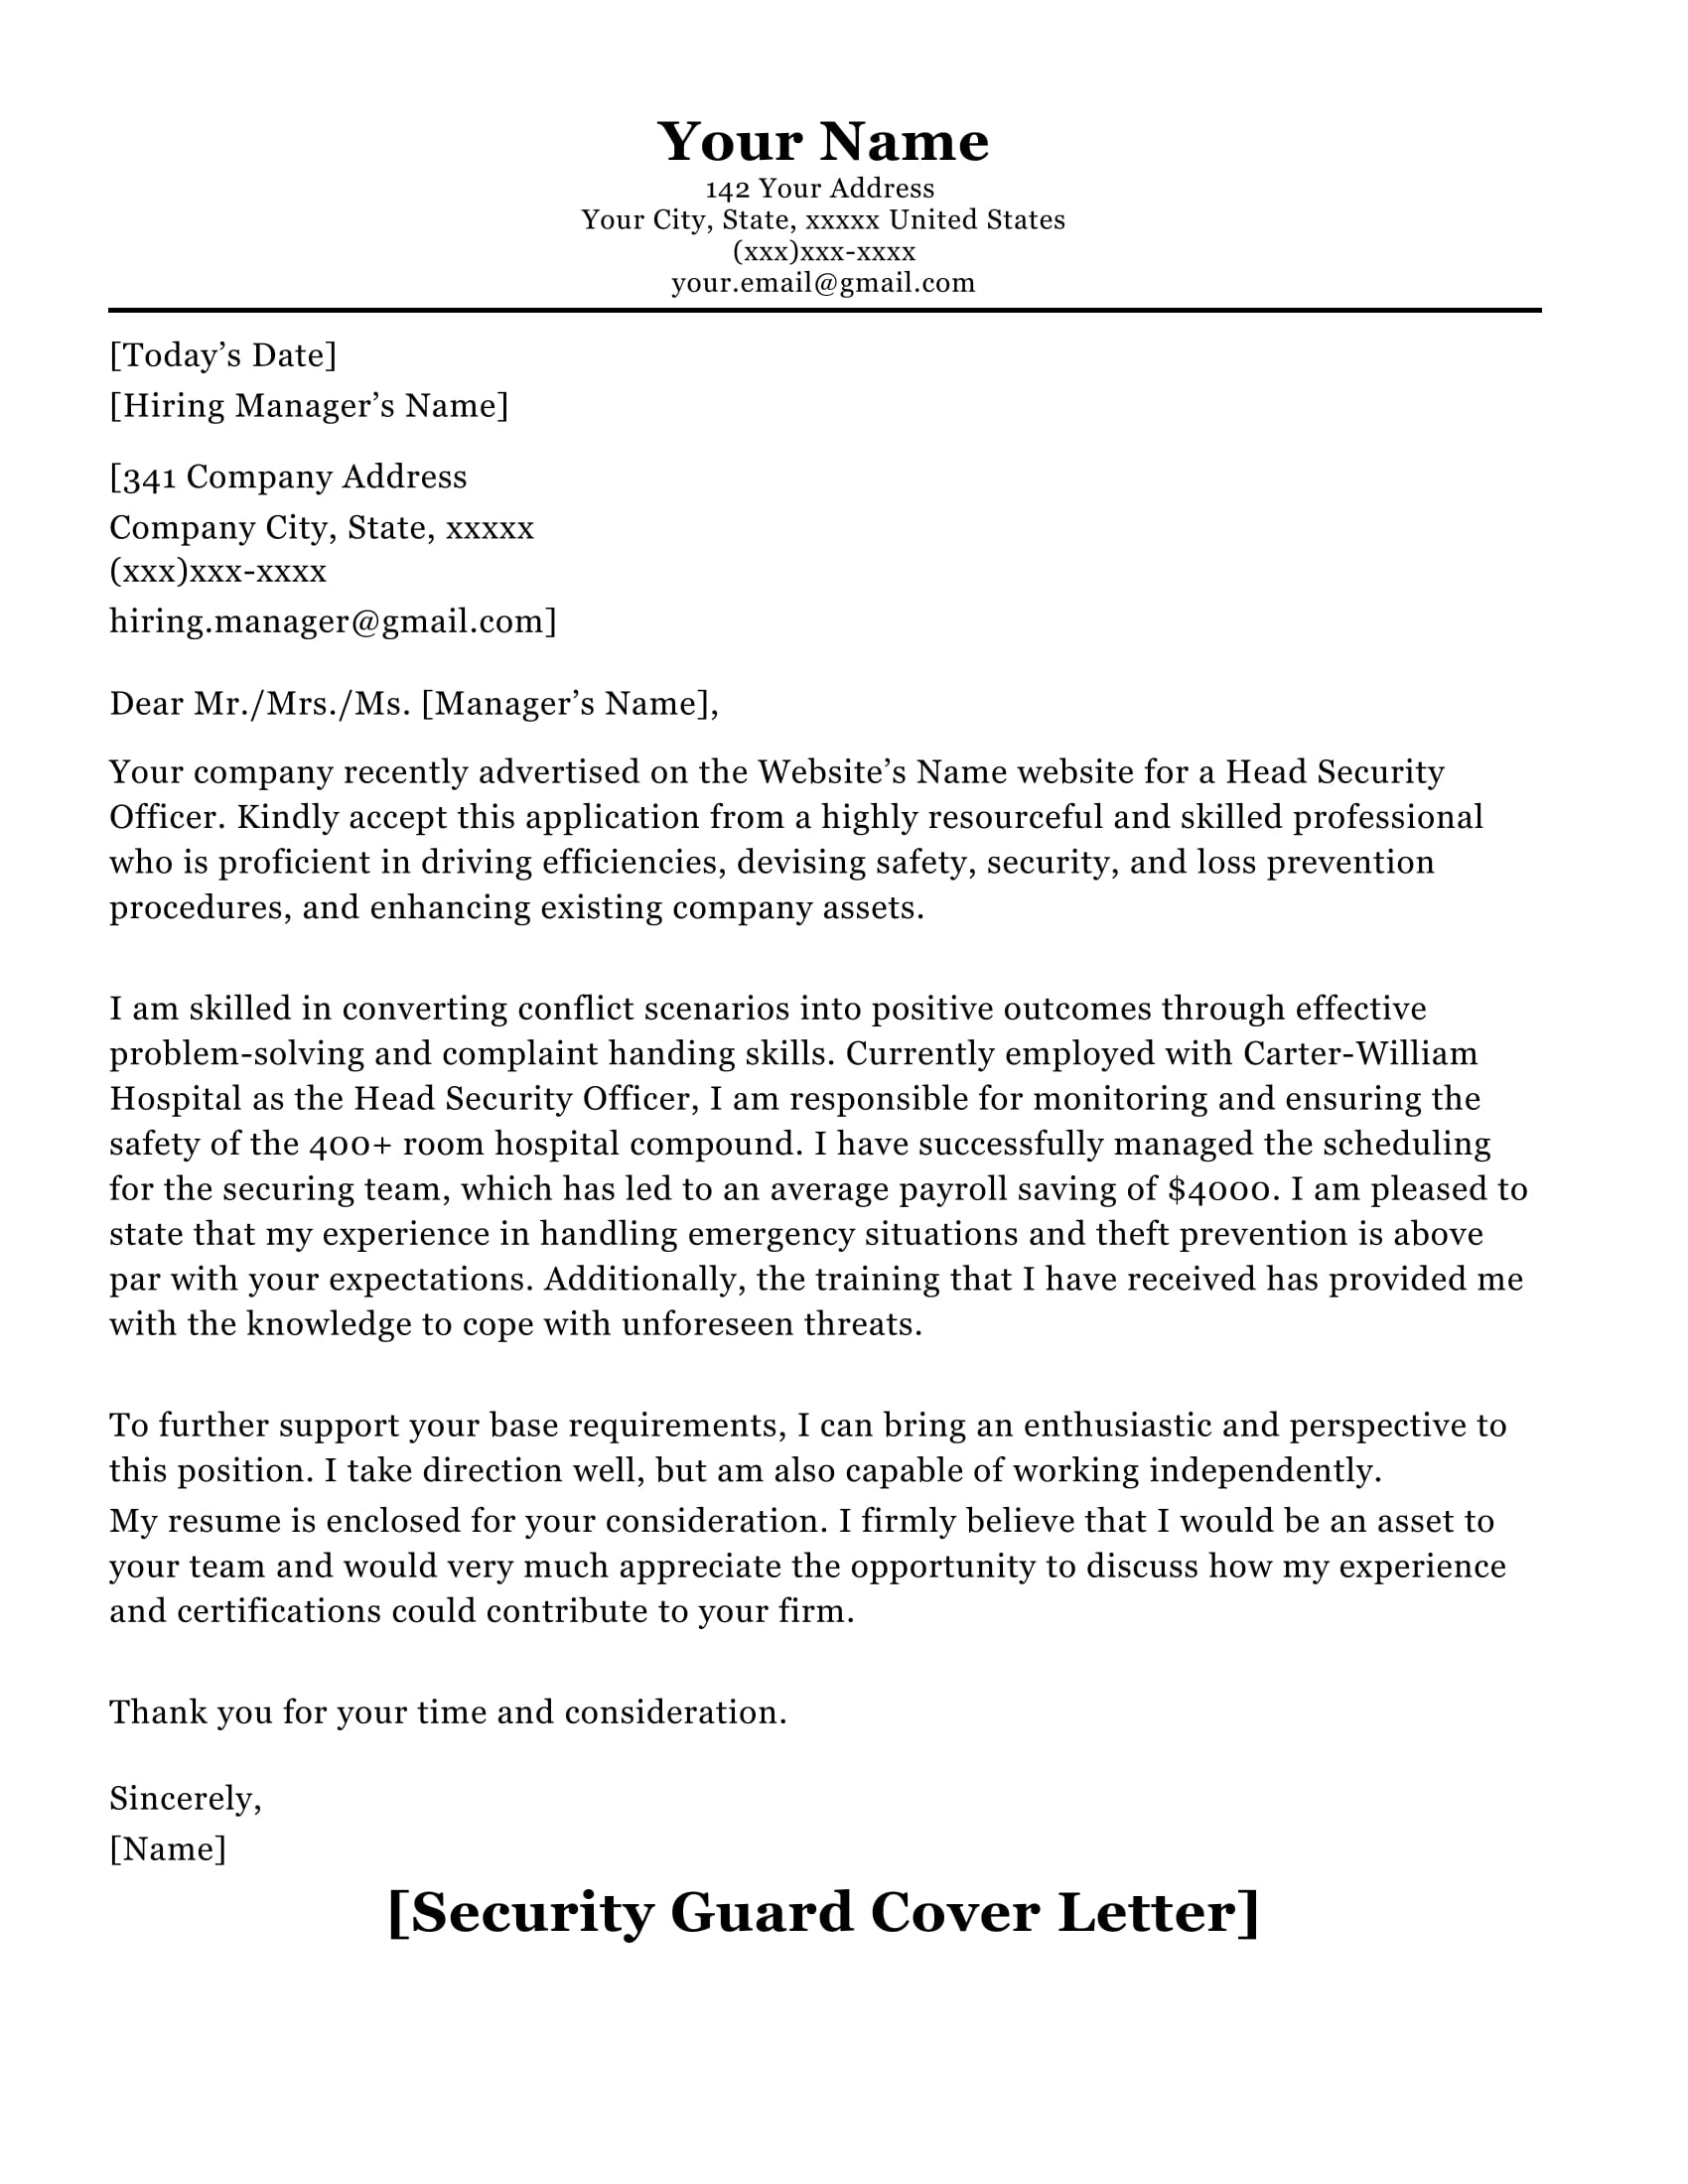 Your Name
142 Your Address
Your City, State, xxxxx United States
(xxx)xxx-xxxx
your.email@gmail.com
[Today’s Date]
[Hiring Manager’s Name]
[341 Company Address
Company City, State, xxxxx
(xxx)xxx-xxxx
hiring.manager@gmail.com]
Dear Mr./Mrs./Ms. [Manager’s Name],
Your company recently advertised on the Website’s Name website for a Head Security
Officer. Kindly accept this application from a highly resourceful and skilled professional
who is proficient in driving efficiencies, devising safety, security, and loss prevention
procedures, and enhancing existing company assets.
I am skilled in converting conflict scenarios into positive outcomes through effective
problem-solving and complaint handing skills. Currently employed with Carter-William
Hospital as the Head Security Officer, I am responsible for monitoring and ensuring the
safety of the 400+ room hospital compound. I have successfully managed the scheduling
for the securing team, which has led to an average payroll saving of $4000. I am pleased to
state that my experience in handling emergency situations and theft prevention is above
par with your expectations. Additionally, the training that I have received has provided me
with the knowledge to cope with unforeseen threats.
To further support your base requirements, I can bring an enthusiastic and perspective to
this position. I take direction well, but am also capable of working independently.
My resume is enclosed for your consideration. I firmly believe that I would be an asset to
your team and would very much appreciate the opportunity to discuss how my experience
and certifications could contribute to your firm.
Thank you for your time and consideration.
Sincerely,
[Name]
[Security Guard Cover Letter]